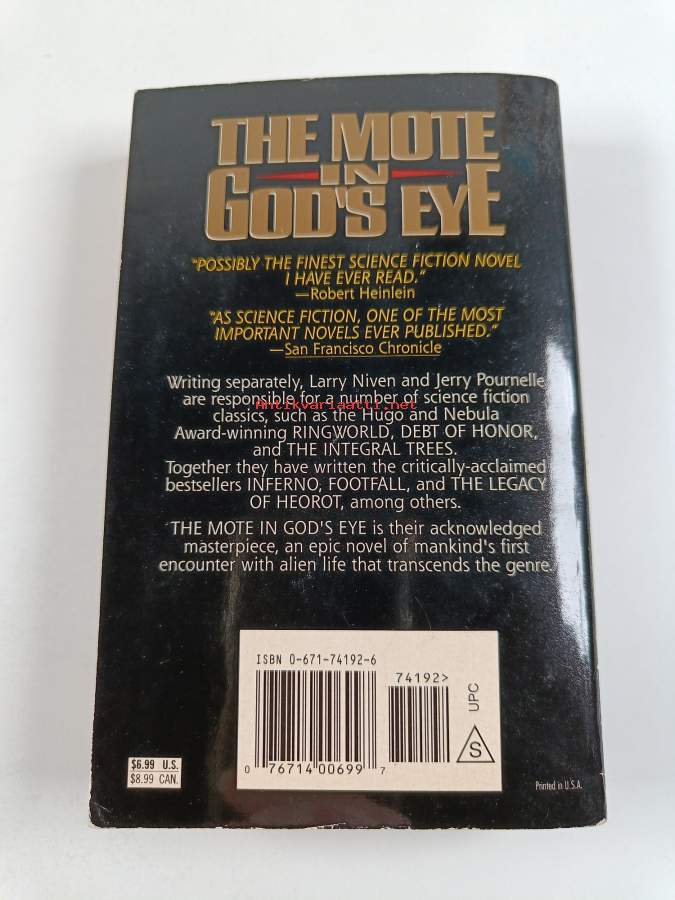 THE MOTE
IN
GOD'S EYE
"POSSIBLY THE FINEST SCIENCE FICTION NOVEL
I HAVE EVER READ."
—Robert Heinlein
"AS SCIENCE FICTION, ONE OF THE MOST
IMPORTANT NOVELS EVER PUBLISHED."
—San Francisco Chronicle
Writing separately, Larry Niven and Jerry Pournelle
are responsible for a number of science fiction
Antikvariaatti.net
classics, such as the Hugo and Nebula
Award-winning RINGWORLD, DEBT OF HONOR,
and THE INTEGRAL TREES.
Together they have written the critically-acclaimed
bestsellers INFERNO, FOOTFALL, and THE LEGACY
OF HEOROT, among others.
THE MOTE IN GOD'S EYE is their acknowledged
masterpiece, an epic novel of mankind's first
encounter with alien life that transcends the genre.
ISBN 0-671-74192-6
74192>
UPC
S
0 76714 00699 7
$6.99 U.S.
$8.99 CAN.
Printed in U.S.A.